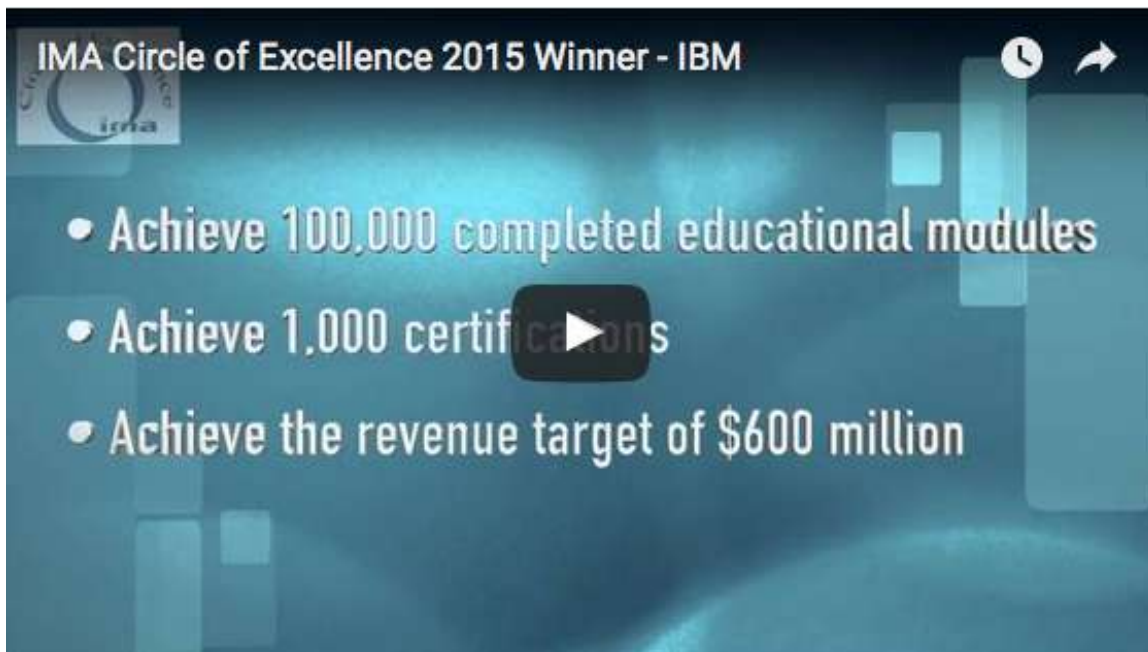 IMA Circle of Excellence 2015 Winner - IBM
ima
• Achieve 100,000 completed educational modules
• Achieve 1,000 certifications
• Achieve the revenue target of $600 million